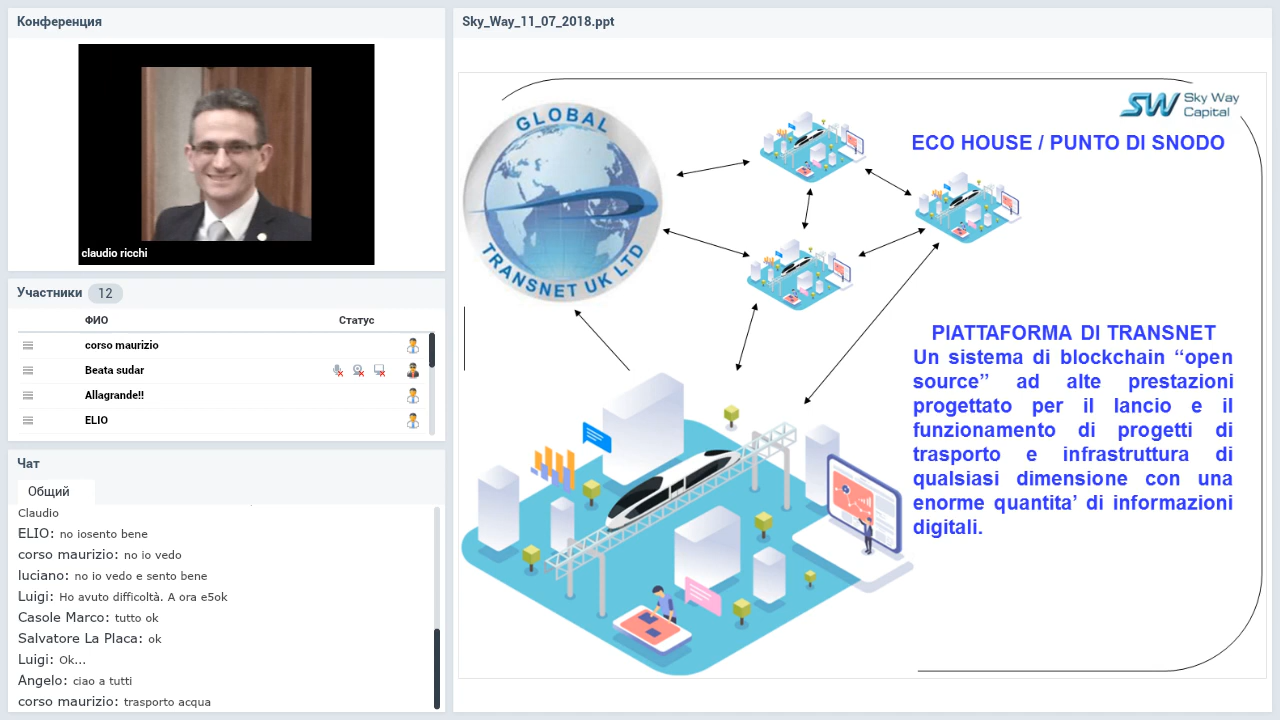 Конференция
claudio ricchi
Участники 12
ФИО Статус
corso maurizio
Beata sudar
Allagrande!!
ELIO
Чат
Общий
Claudio
ELIO: no iosento bene
corso maurizio: no io vedo
luciano: no io vedo e sento bene
Luigi: Ho avuto difficoltà. A ora e5ok
Casole Marco: tutto ok
Salvatore La Placa: ok
Luigi: Ok...
Angelo: ciao a tutti
corso maurizio: trasporto acqua
Sky_Way_11_07_2018.ppt
GLOBAL
TRANSNET UK LTD
SW Sky Way
Capital
ECO HOUSE / PUNTO DI SNODO
PIATTAFORMA DI TRANSNET
Un sistema di blockchain “open
source” ad alte prestazioni
progettato per il lancio e il
funzionamento di progetti di
trasporto e infrastruttura di
qualsiasi dimensione con una
enorme quantita’ di informazioni
digitali.